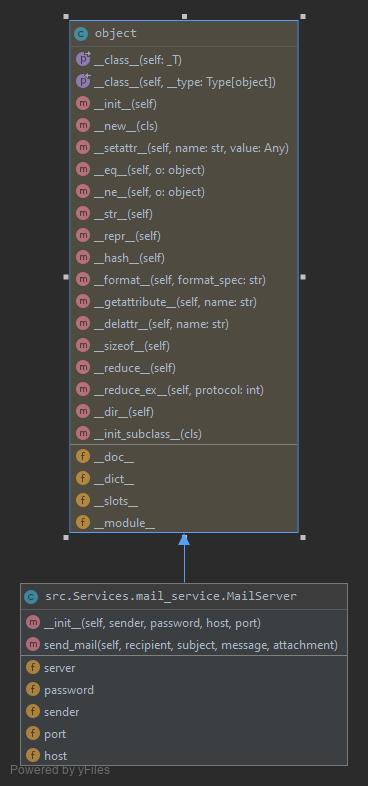 c object
p __class__(self: _T)
p __class__(self, __type: Type[object])
m __init__(self)
m __new__(cls)
m __setattr__(self, name: str, value: Any)
m __eq__(self, o: object)
m __ne__(self, o: object)
m __str__(self)
m __repr__(self)
m __hash__(self)
m __format__(self, format_spec: str)
m __getattribute__(self, name: str)
m __delattr__(self, name: str)
m __sizeof__(self)
m __reduce__(self)
m __reduce_ex__(self, protocol: int)
m __dir__(self)
m __init_subclass__(cls)
f __doc__
f __dict__
f __slots__
f __module__
c src.Services.mail_service.MailServer
m __init__(self, sender, password, host, port)
m send_mail(self, recipient, subject, message, attachment)
f server
f password
f sender
f port
f host
Powered by yFiles